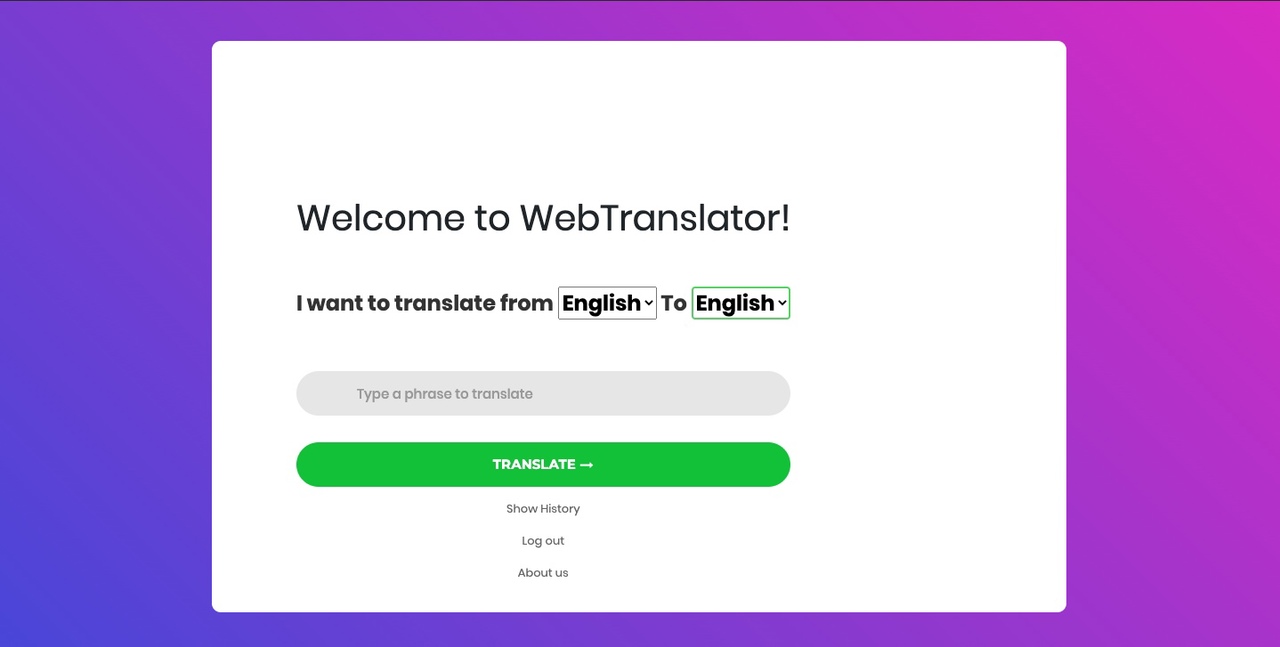 Welcome to WebTranslator!
I want to translate from English To English
Type a phrase to translate
TRANSLATE →
Show History
Log out
About us